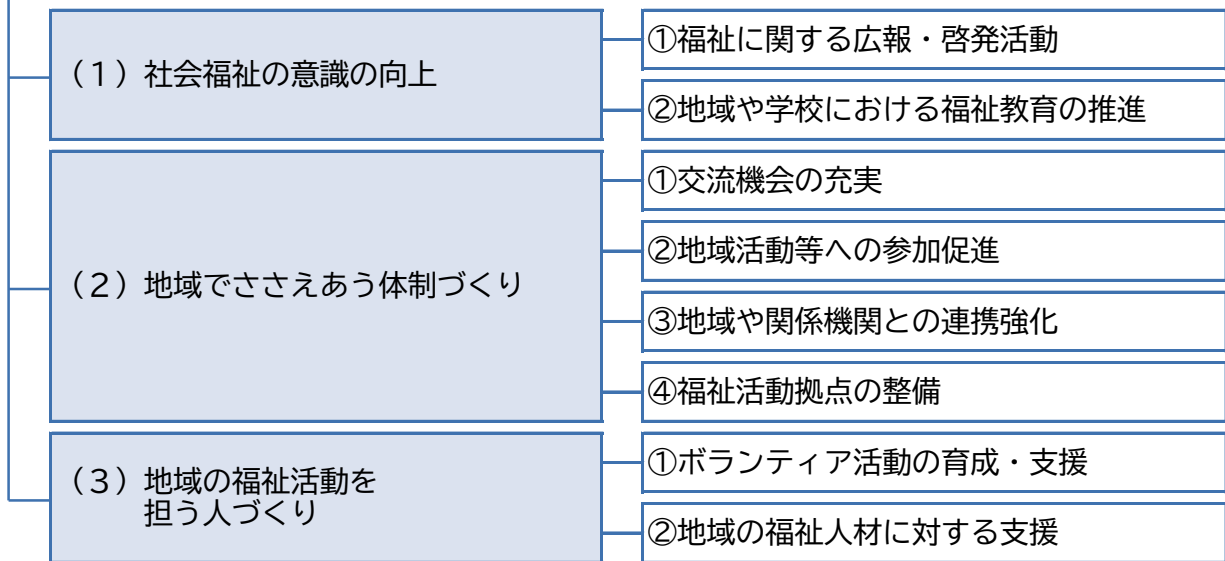 (1)社会福祉の意識の向上
①福祉に関する広報・啓発活動
②地域や学校における福祉教育の推進
(2)地域でささえあう体制づくり
①交流機会の充実
②地域活動等への参加促進
③地域や関係機関との連携強化
④福祉活動拠点の整備
(3)地域の福祉活動を
担う人づくり
①ボランティア活動の育成・支援
②地域の福祉人材に対する支援